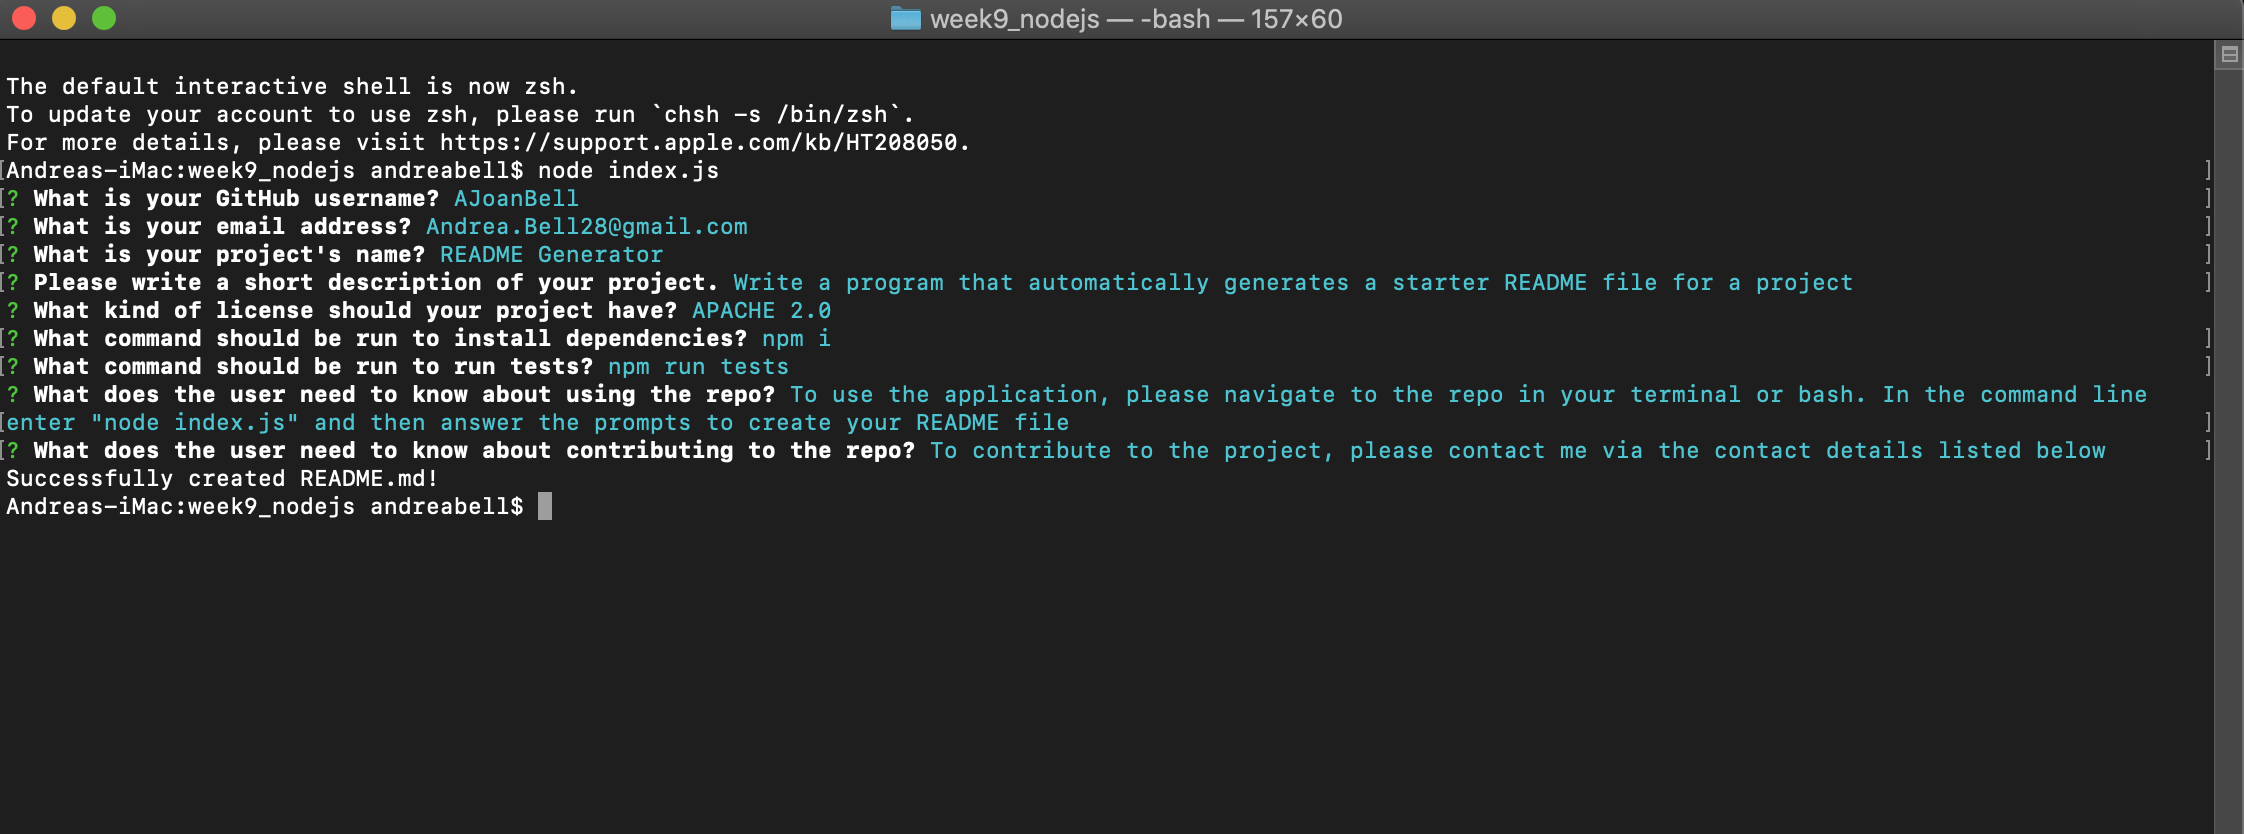 week9_nodejs — -bash — 157×60
The default interactive shell is now zsh.
To update your account to use zsh, please run `chsh -s /bin/zsh`.
For more details, please visit https://support.apple.com/kb/HT208050.
[Andreas-iMac:week9_nodejs andreabell$ node index.js ]
[? What is your GitHub username? AJoanBell ]
[? What is your email address? Andrea.Bell28@gmail.com ]
[? What is your project's name? README Generator ]
[? Please write a short description of your project. Write a program that automatically generates a starter README file for a project ]
? What kind of license should your project have? APACHE 2.0
[? What command should be run to install dependencies? npm i ]
[? What command should be run to run tests? npm run tests ]
? What does the user need to know about using the repo? To use the application, please navigate to the repo in your terminal or bash. In the command line
[enter "node index.js" and then answer the prompts to create your README file ]
[? What does the user need to know about contributing to the repo? To contribute to the project, please contact me via the contact details listed below ]
Successfully created README.md!
Andreas-iMac:week9_nodejs andreabell$